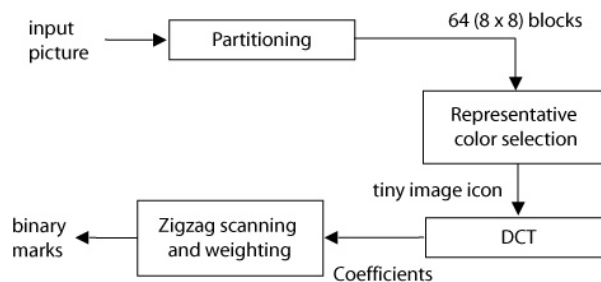 input
picture
Partitioning
64 (8 x 8) blocks
Representative
color selection
tiny image icon
DCT
Coefficients
Zigzag scanning
and weighting
binary
marks